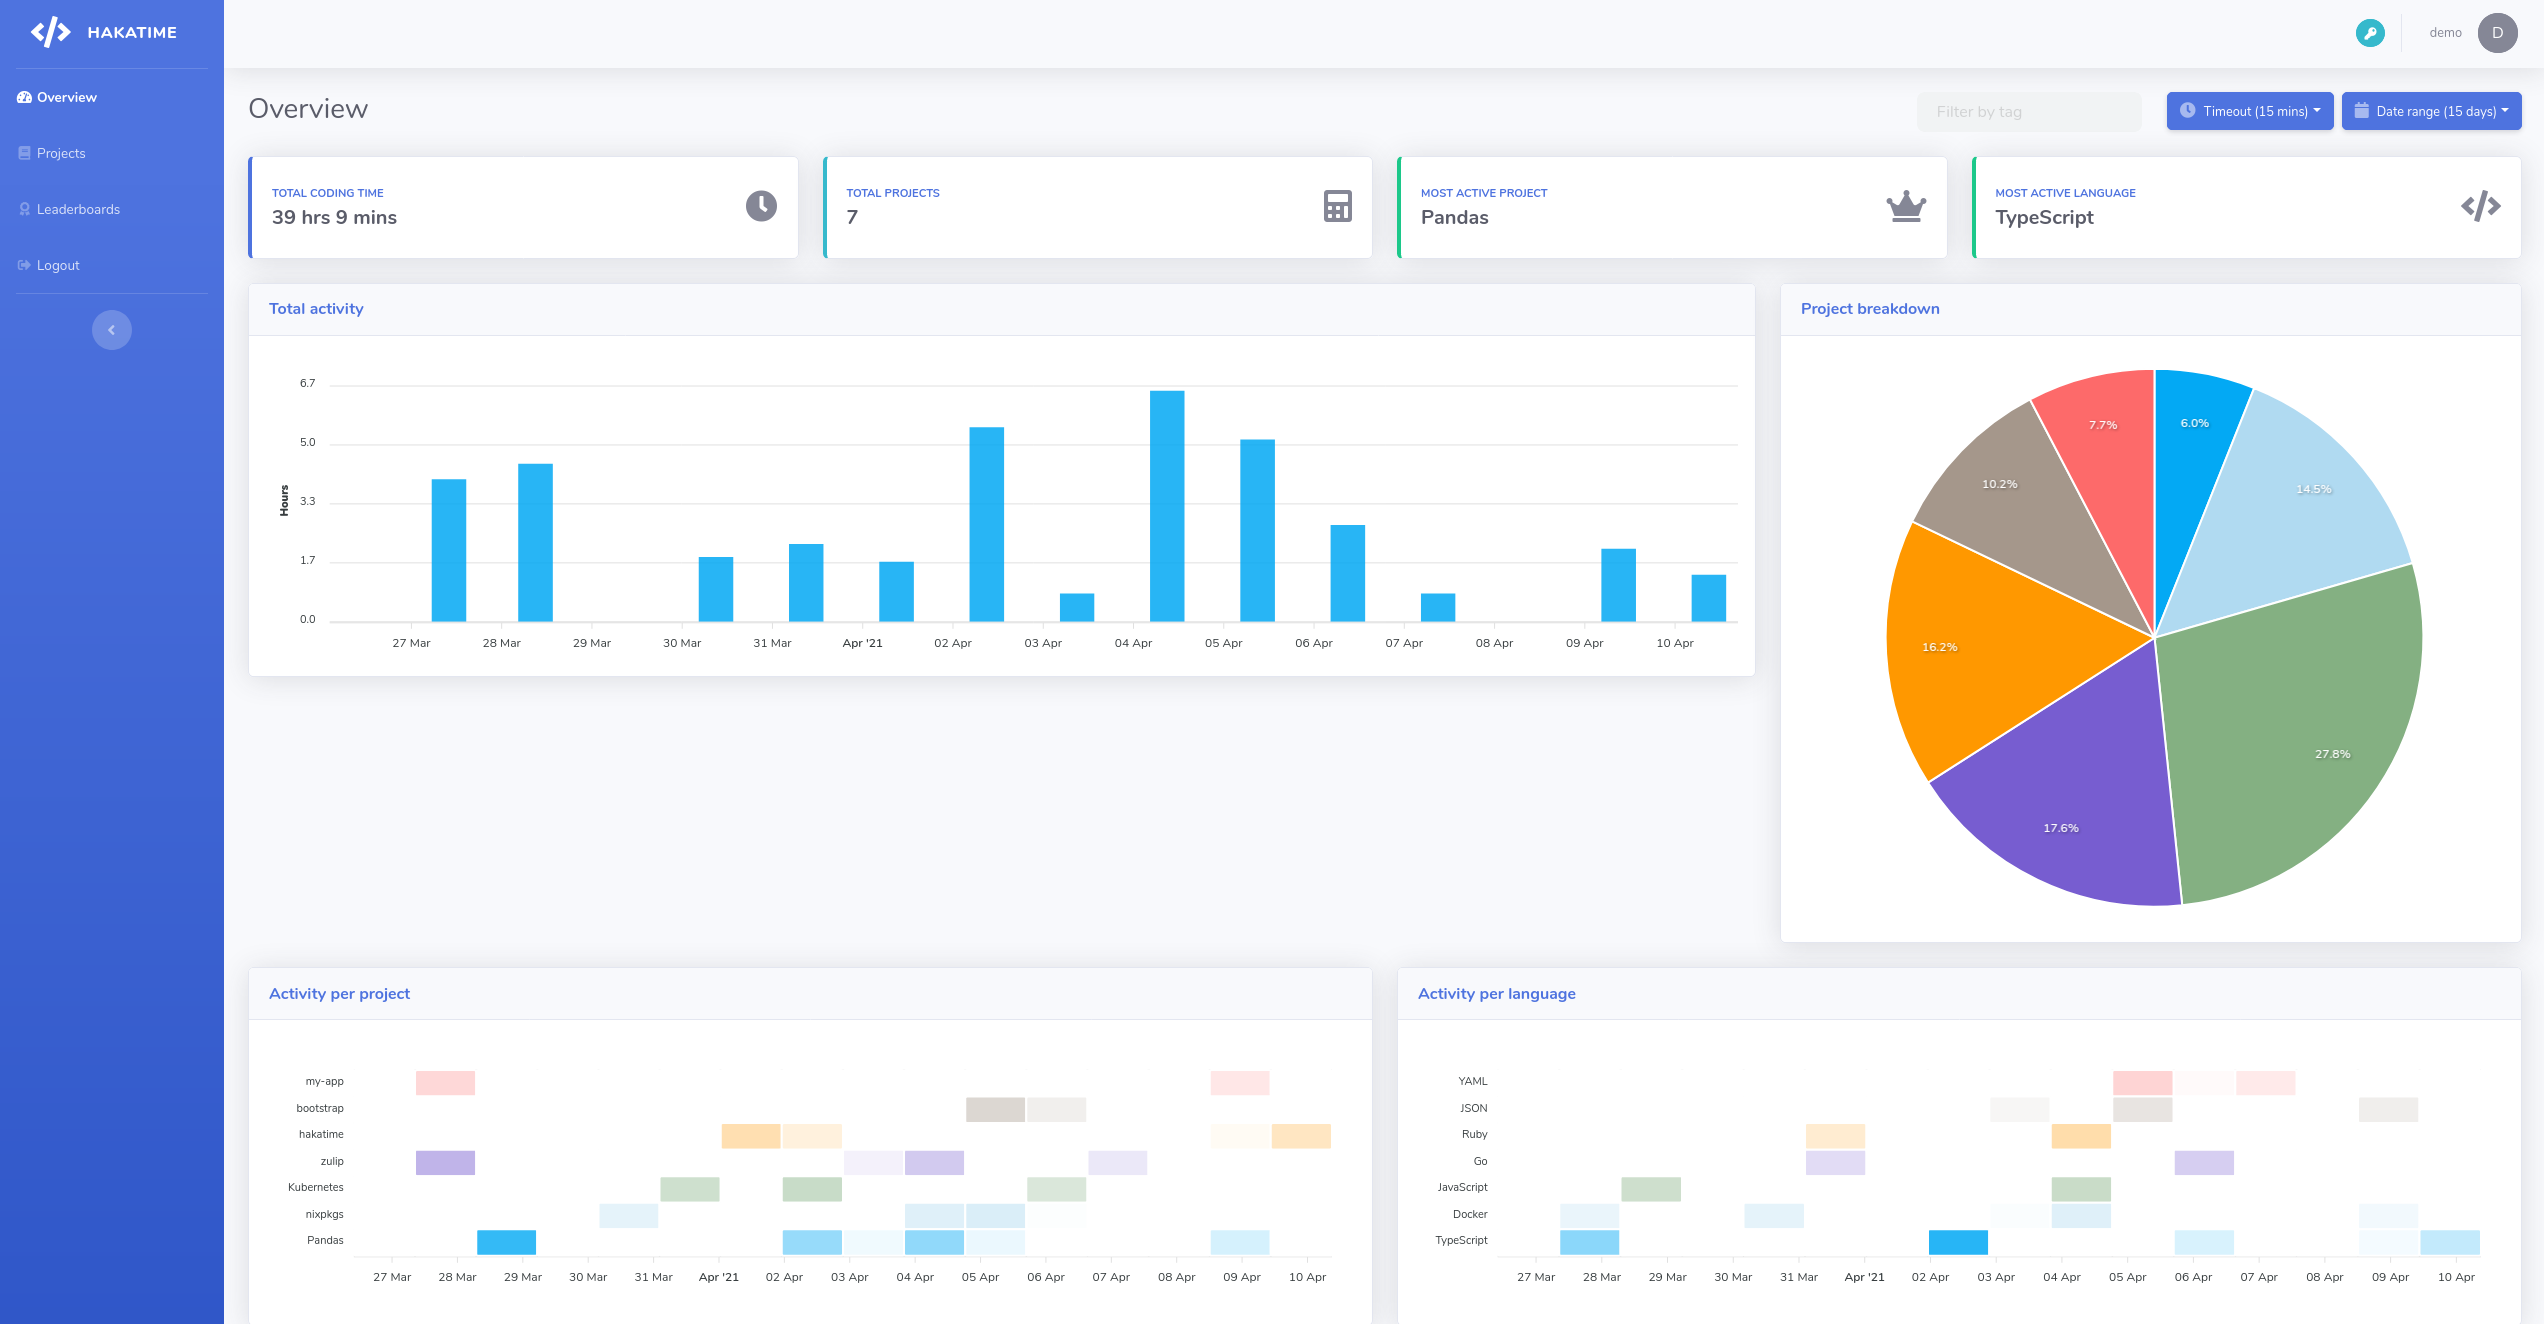 HAKATIME
Overview
Projects
Leaderboards
Logout
demo
D
Overview
Filter by tag
Timeout (15 mins)
Date range (15 days)
TOTAL CODING TIME
39 hrs 9 mins
TOTAL PROJECTS
7
MOST ACTIVE PROJECT
Pandas
MOST ACTIVE LANGUAGE
TypeScript
Total activity
Hours
6.7
5.0
3.3
1.7
0.0
27 Mar 28 Mar 29 Mar 30 Mar 31 Mar Apr '21 02 Apr 03 Apr 04 Apr 05 Apr 06 Apr 07 Apr 08 Apr 09 Apr 10 Apr
Project breakdown
6.0%
14.5%
27.8%
17.6%
16.2%
10.2%
7.7%
Activity per project
my-app
bootstrap
hakatime
zulip
Kubernetes
nixpkgs
Pandas
27 Mar 28 Mar 29 Mar 30 Mar 31 Mar Apr '21 02 Apr 03 Apr 04 Apr 05 Apr 06 Apr 07 Apr 08 Apr 09 Apr 10 Apr
Activity per language
YAML
JSON
Ruby
Go
JavaScript
Docker
TypeScript
27 Mar 28 Mar 29 Mar 30 Mar 31 Mar Apr '21 02 Apr 03 Apr 04 Apr 05 Apr 06 Apr 07 Apr 08 Apr 09 Apr 10 Apr